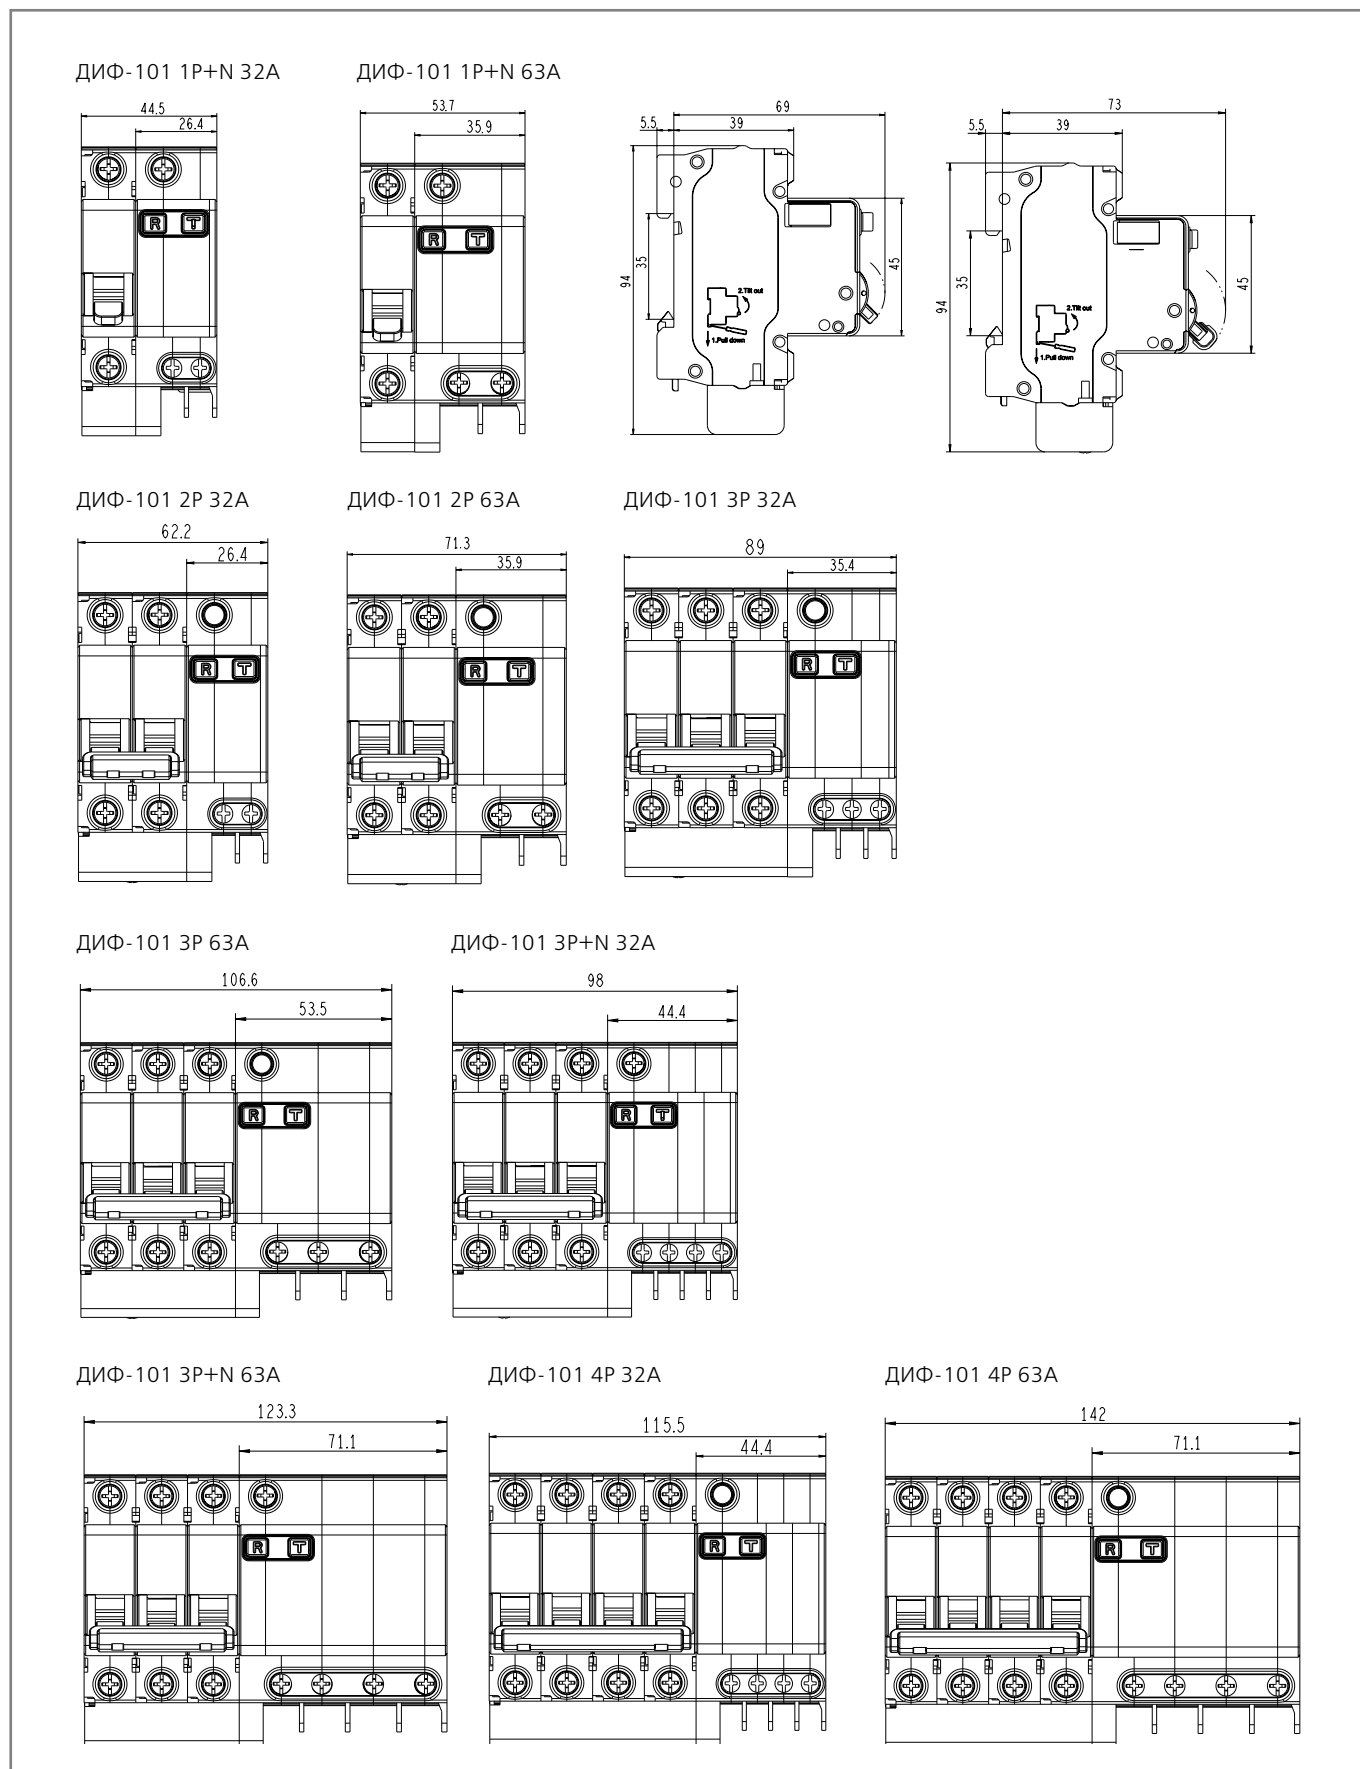 ДИФ-101 1P+N 32A
ДИФ-101 1P+N 63A
44.5
26.4
R T
53.7
35.9
R T
69
5.5
39
94
35
45
2.Tilt out
1.Pull down
73
5.5
39
94
35
45
2.Tilt out
1.Pull down
ДИФ-101 2P 32A
ДИФ-101 2P 63A
ДИФ-101 3P 32A
62.2
26.4
R T
71.3
35.9
R T
89
35.4
R T
ДИФ-101 3P 63A
ДИФ-101 3P+N 32A
106.6
53.5
R T
98
44.4
R T
ДИФ-101 3P+N 63A
ДИФ-101 4P 32A
ДИФ-101 4P 63A
123.3
71.1
R T
115.5
44.4
R T
142
71.1
R T